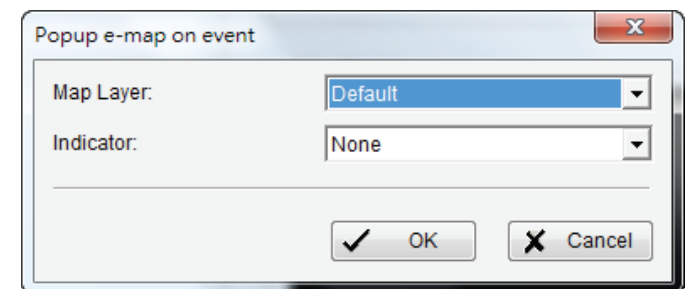 Popup e-map on event
Map Layer: Default
Indicator: None
OK Cancel